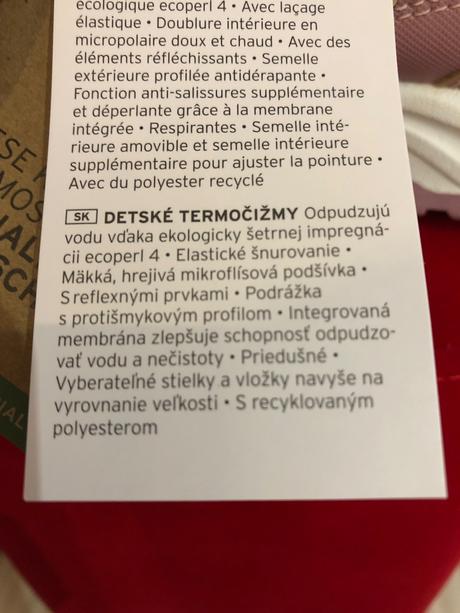 écologique ecoperl 4 • Avec laçage
élastique • Doublure intérieure en
micropolaire doux et chaud • Avec des
éléments réfléchissants • Semelle
extérieure profilée antidérapante •
Fonction anti-salissures supplémentaire
et déperlante grâce à la membrane
intégrée • Respirantes • Semelle inté-
rieure amovible et semelle intérieure
supplémentaire pour ajuster la pointure •
Avec du polyester recyclé
SK DETSKÉ TERMOČIŽMY Odpudzujú
vodu vďaka ekologicky šetrnej impregná-
cii ecoperl 4 • Elastické šnurovanie •
Mäkká, hrejivá mikroflísová podšívka •
S reflexnými prvkami • Podrážka
s protišmykovým profilom • Integrovaná
membrána zlepšuje schopnosť odpudzo-
vať vodu a nečistoty • Priedušné •
Vyberateľné stielky a vložky navyše na
vyrovnanie veľkosti • S recyklovaným
polyesterom